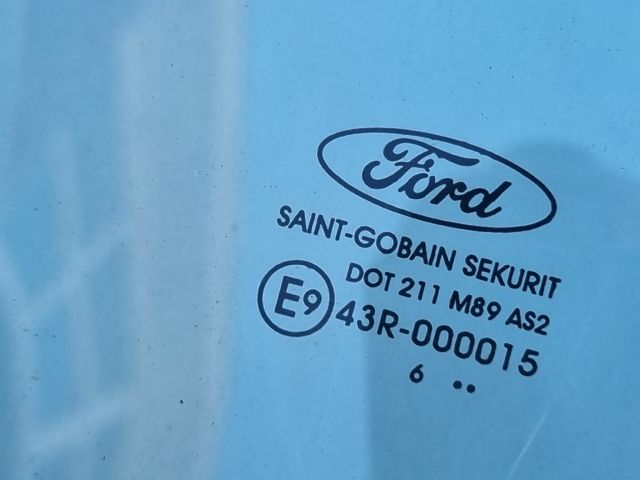 Ford
SAINT-GOBAIN SEKURIT
DOT 211 M89 AS2
E9 43R-000015
6 ..